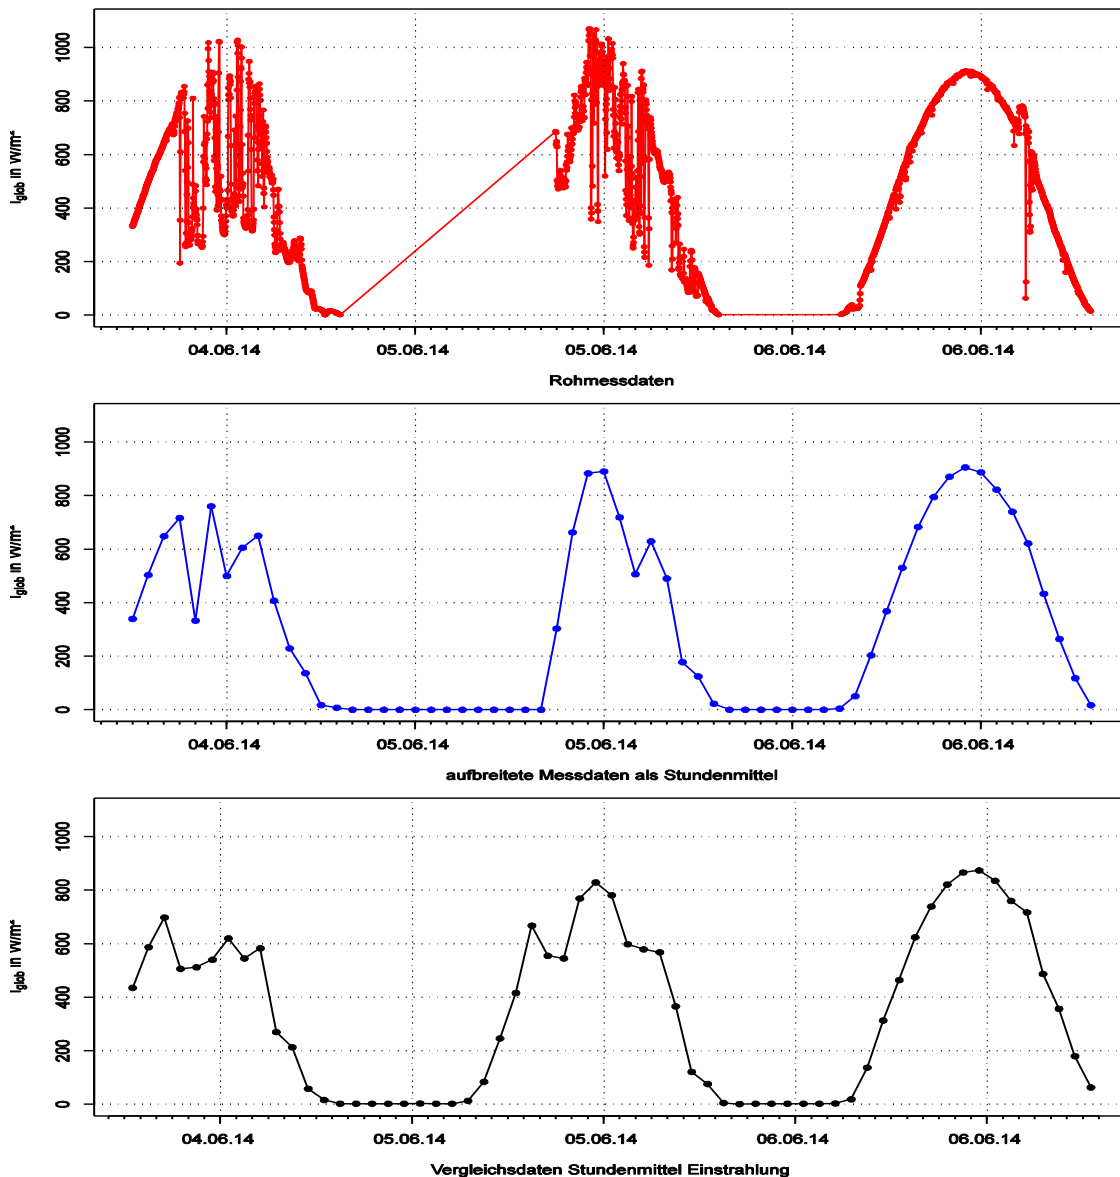 1000
800
600
400
200
0
Iglob in W/m²
04.06.14 05.06.14 05.06.14 06.06.14 06.06.14
Rohmessdaten
1000
800
600
400
200
0
Iglob in W/m²
04.06.14 05.06.14 05.06.14 06.06.14 06.06.14
aufbreitete Messdaten als Stundenmittel
1000
800
600
400
200
0
Iglob in W/m²
04.06.14 05.06.14 05.06.14 06.06.14 06.06.14
Vergleichsdaten Stundenmittel Einstrahlung